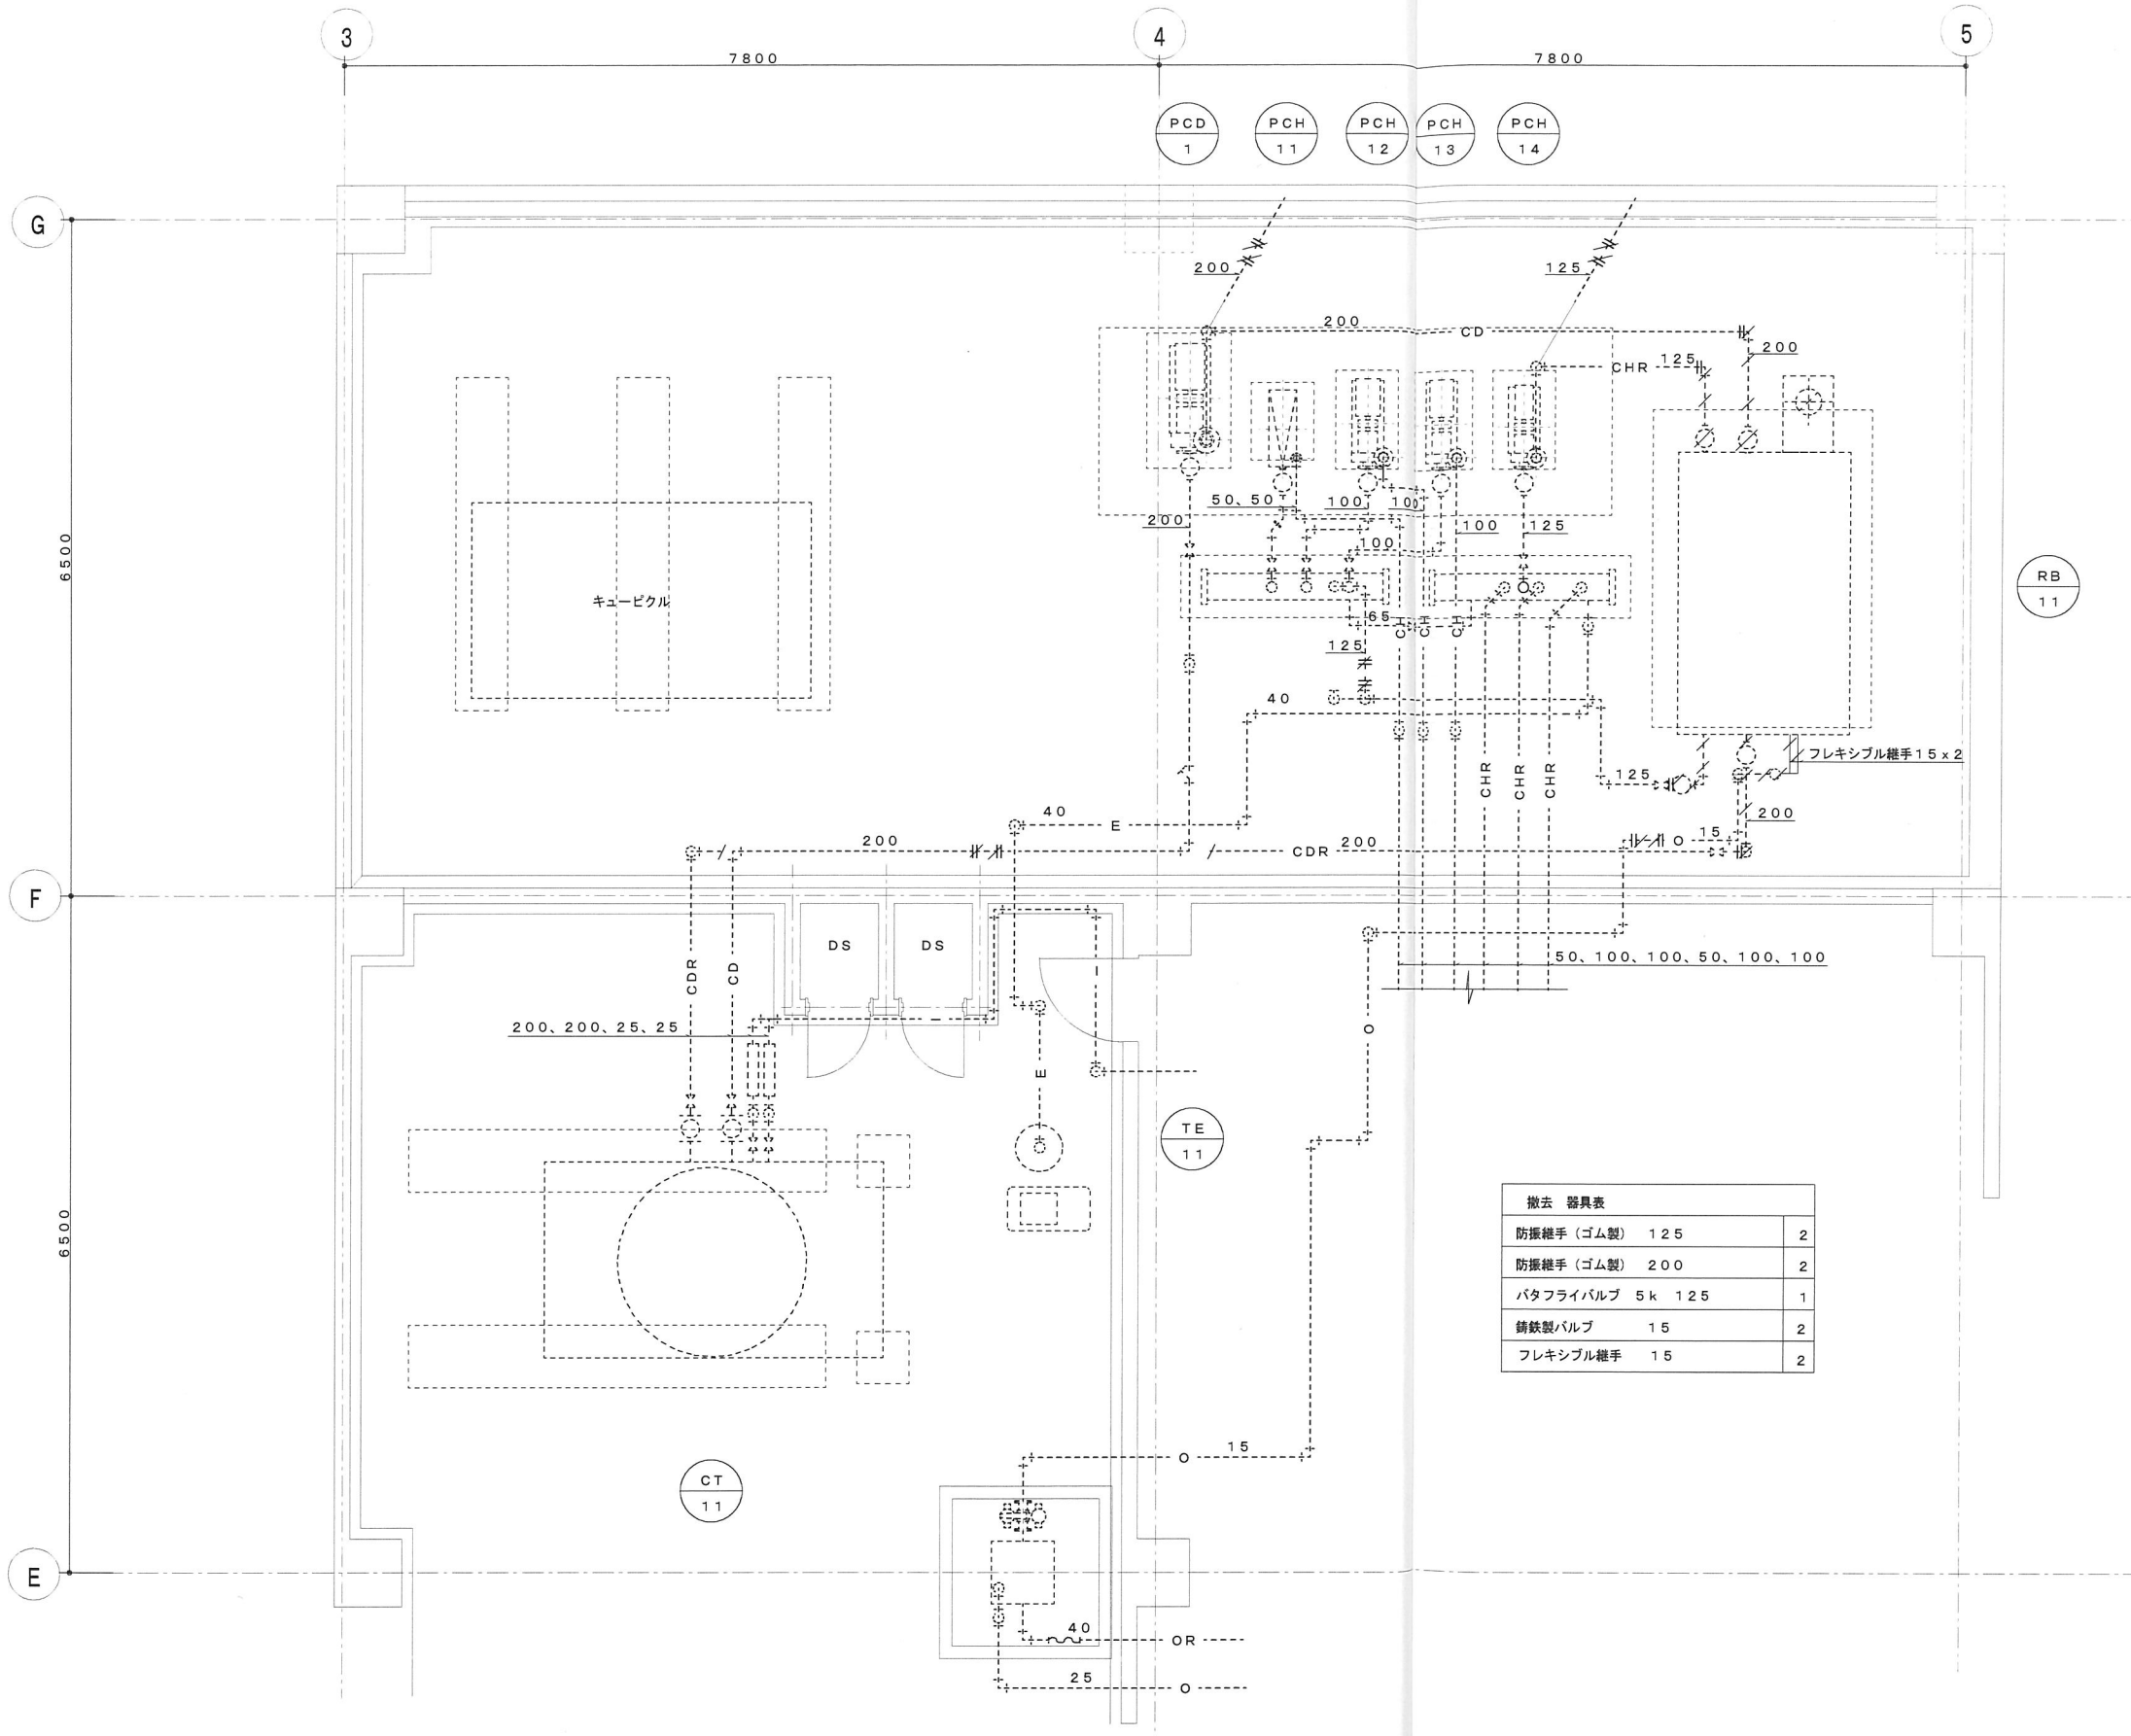 3
4
5
7800
7800
PCD
1
PCH
11
PCH
12
PCH
13
PCH
14
G
200
125
200
CD
200
CHR
125
50、50
100
100
200
100
125
100
6500
キュービクル
RB
11
65
CH
CH
CH
125
40
CHR
CHR
CHR
フレキシブル継手15x2
125
40
E
200
200
CDR
200
O
15
F
DS
DS
CDR
CD
I
50、100、100、50、100、100
200、200、25、25
I
O
E
TE
11
6500
撤去 器具表
防振継手（ゴム製） 125 2
防振継手（ゴム製） 200 2
バタフライバルブ 5k 125 1
鋳鉄製バルブ 15 2
フレキシブル継手 15 2
15
O
CT
11
E
40
OR
25
O